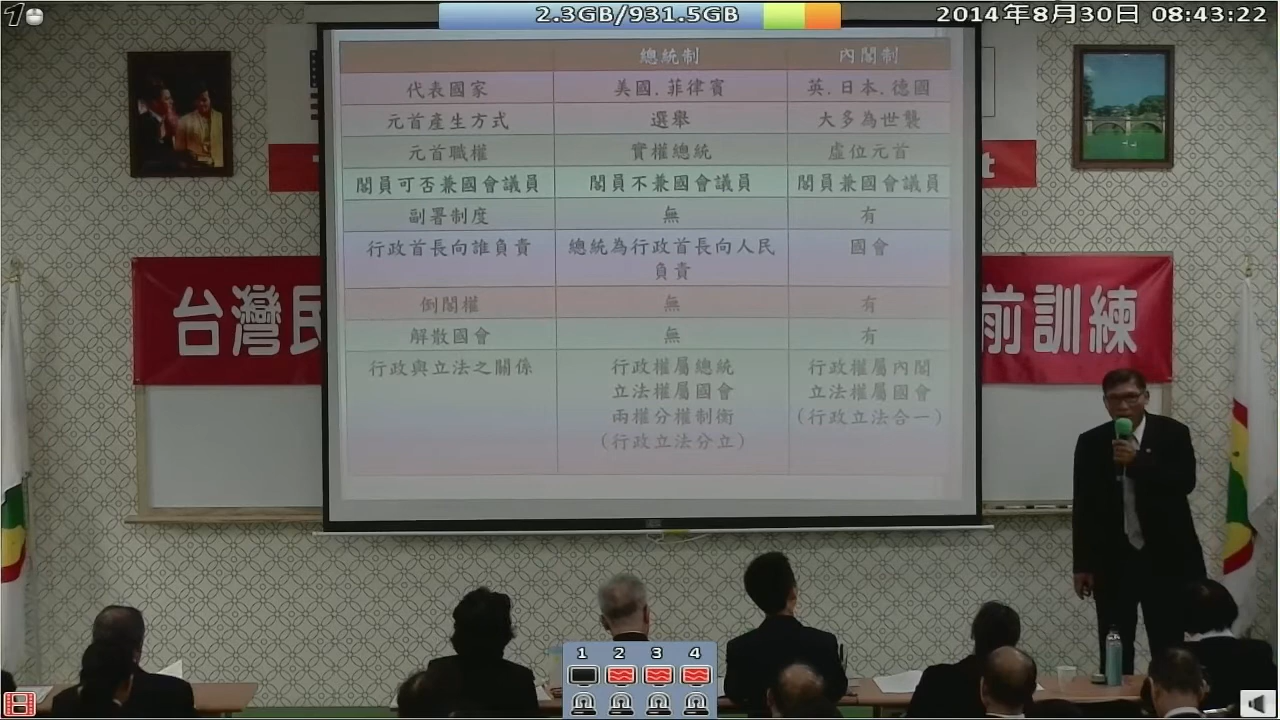 1
2.3GB/931.5GB
2014年8月30日 08:43:22
總統制 內閣制
代表國家 美國.菲律賓 英.日本.德國
元首產生方式 選舉 大多為世襲
元首職權 實權總統 虛位元首
閣員可否兼國會議員 閣員不兼國會議員 閣員兼國會議員
副署制度 無 有
行政首長向誰負責 總統為行政首長向人民 國會
負責
倒閣權 無 有
解散國會 無 有
行政與立法之關係 行政權屬總統 行政權屬內閣
立法權屬國會 立法權屬國會
兩權分權制衡 (行政立法合一)
(行政立法分立)
t
台灣民 前訓練
1 2 3 4